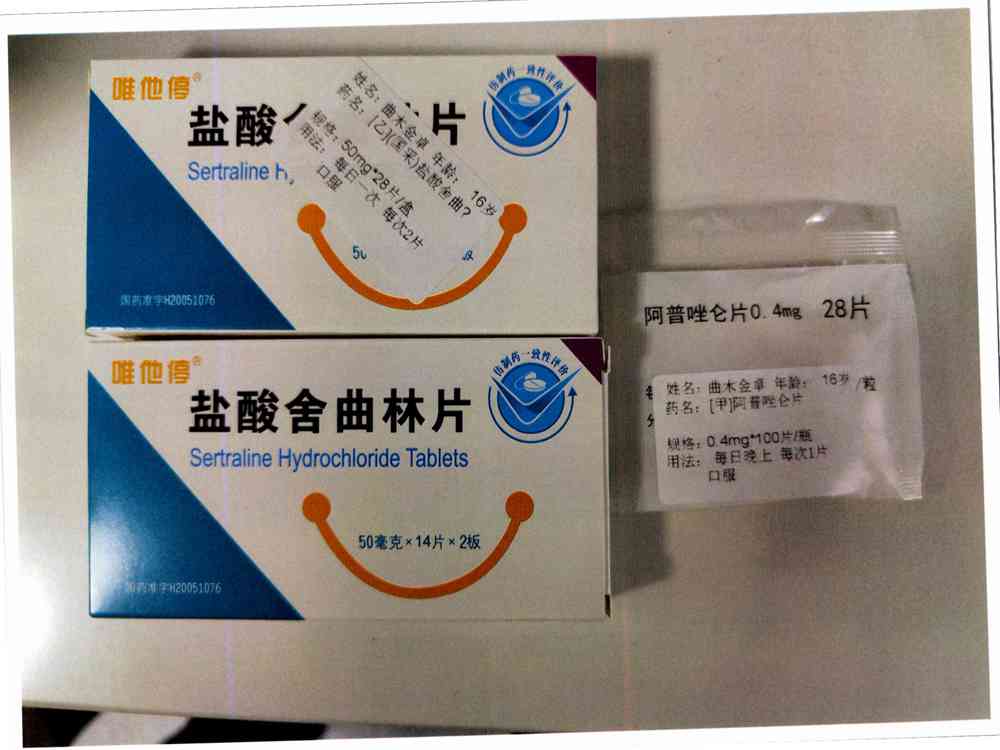 唯他停®
仿制药一致性评价
盐酸
片
Sertraline
姓名: 曲木金卓 年龄: 16岁
药名: [乙](国采)盐酸舍曲?
规格: 50mg*28片/盒
用法: 每日一次 每次2片
口服
国药准字H20051076
唯他停®
仿制药一致性评价
盐酸舍曲林片
Sertraline Hydrochloride Tablets
50毫克×14片×2板
国药准字H20051076
阿普唑仑片0.4mg 28片
姓名: 曲木金卓 年龄: 16岁
/粒
药名: [甲]阿普唑仑片
规格: 0.4mg*100片/瓶
用法: 每日晚上 每次1片
口服